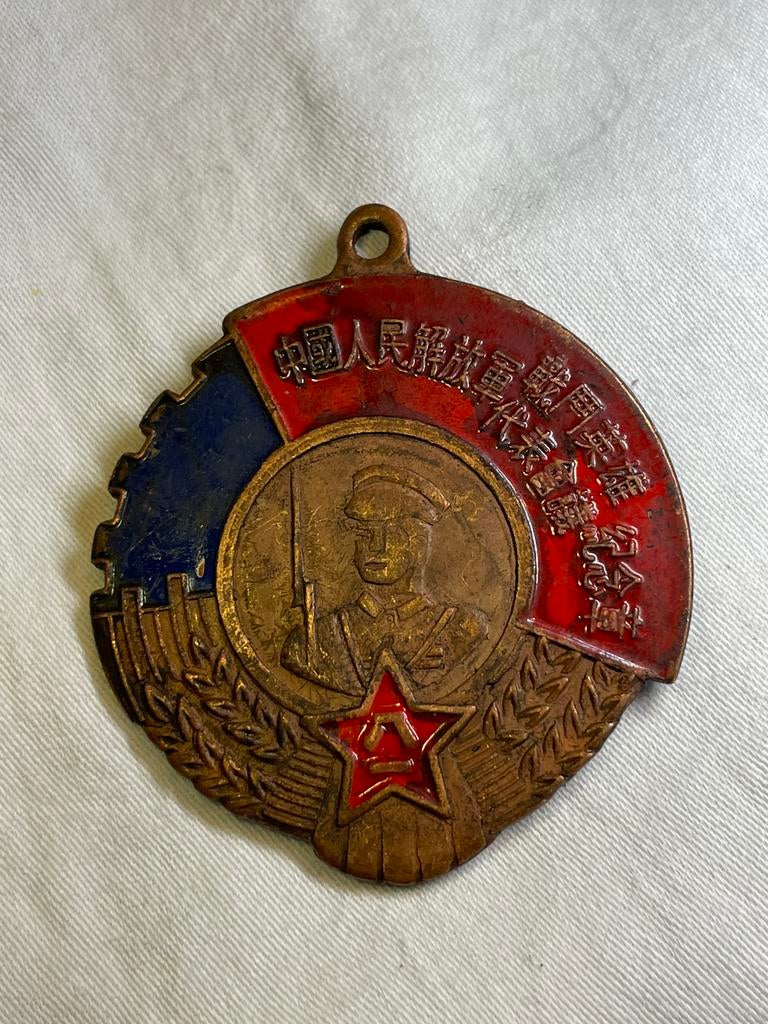 中國人民解放軍戰鬥英雄
代表會議紀念章
八一